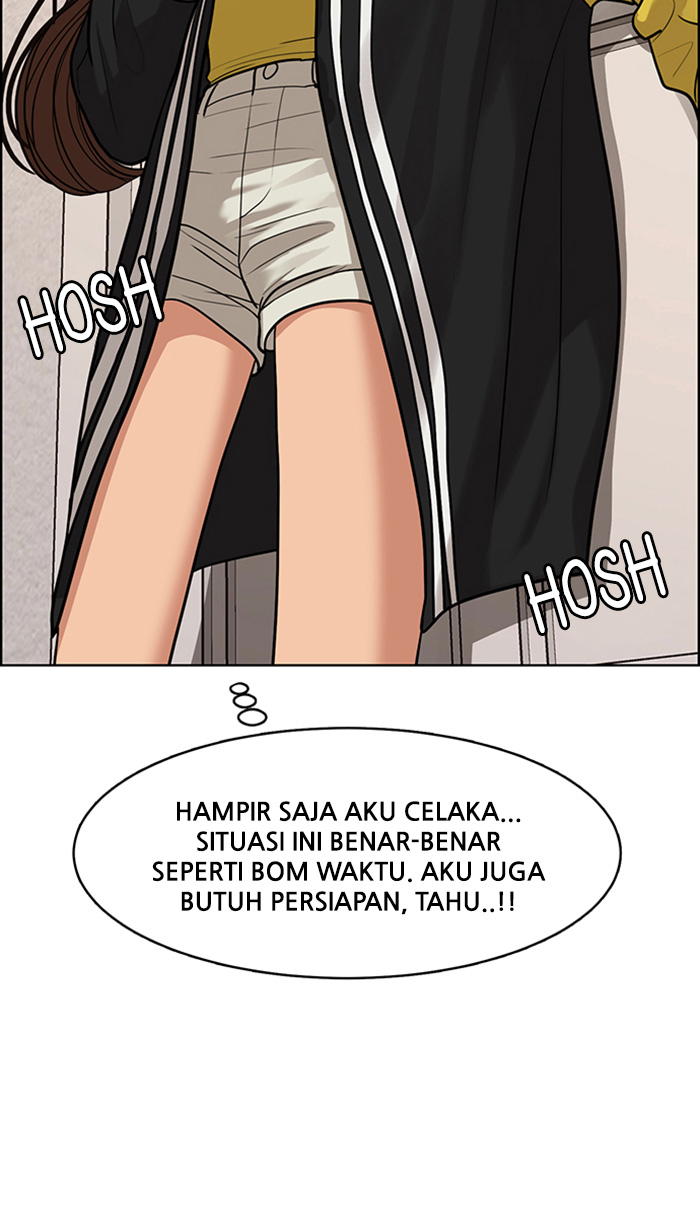 HOSH
HOSH
HAMPIR SAJA AKU CELAKA...
SITUASI INI BENAR-BENAR
SEPERTI BOM WAKTU. AKU JUGA
BUTUH PERSIAPAN, TAHU..!!